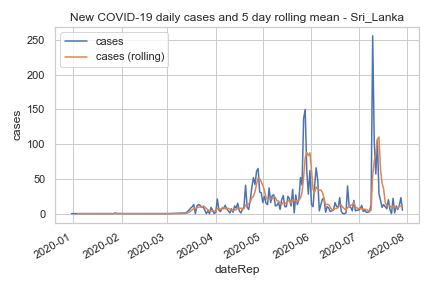 New COVID-19 daily cases and 5 day rolling mean - Sri_Lanka
cases
cases (rolling)
250
200
150
100
50
0
cases
2020-01
2020-02
2020-03
2020-04
2020-05
2020-06
2020-07
2020-08
dateRep